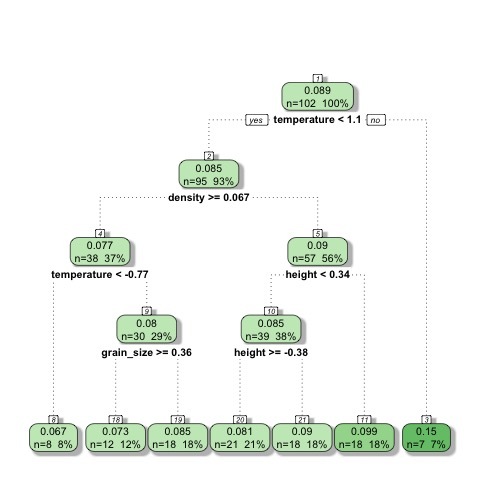 1
0.089
n=102 100%
yes temperature < 1.1 no
2
0.085
n=95 93%
density >= 0.067
4
0.077
n=38 37%
temperature < -0.77
5
0.09
n=57 56%
height < 0.34
9
0.08
n=30 29%
grain_size >= 0.36
10
0.085
n=39 38%
height >= -0.38
8
0.067
n=8 8%
18
0.073
n=12 12%
19
0.085
n=18 18%
20
0.081
n=21 21%
21
0.09
n=18 18%
11
0.099
n=18 18%
3
0.15
n=7 7%